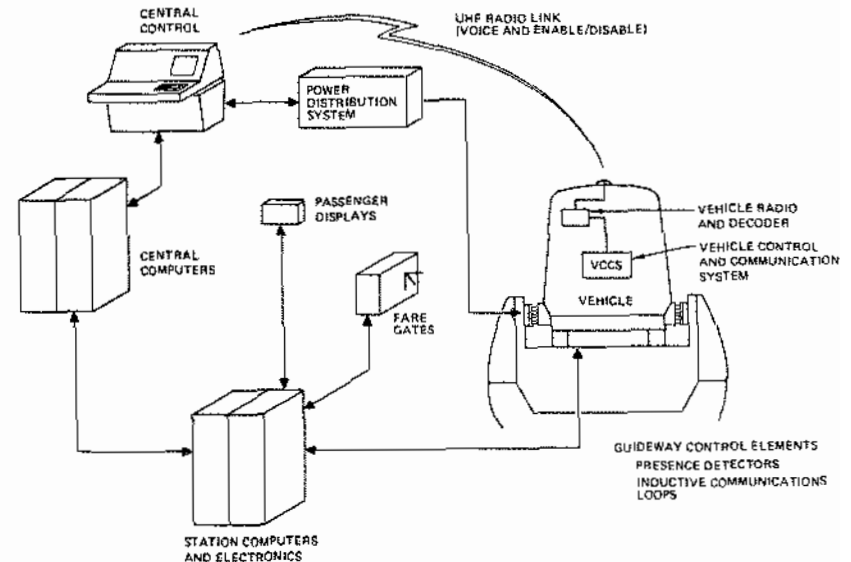 CENTRAL
CONTROL
UHF RADIO LINK
(VOICE AND ENABLE/DISABLE)
POWER
DISTRIBUTION
SYSTEM
PASSENGER
DISPLAYS
CENTRAL
COMPUTERS
FARE
GATES
VEHICLE RADIO
AND DECODER
VCCS
VEHICLE CONTROL
AND COMMUNICATION
SYSTEM
VEHICLE
GUIDEWAY CONTROL ELEMENTS
PRESENCE DETECTORS
INDUCTIVE COMMUNICATIONS
LOOPS
STATION COMPUTERS
AND ELECTRONICS